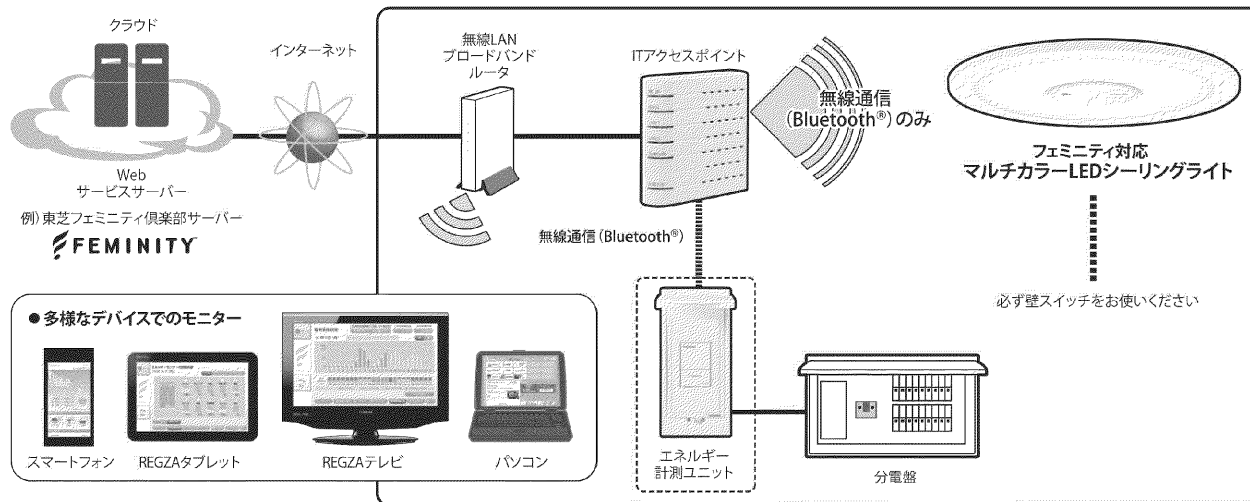 クラウド
インターネット
無線LAN
ブロードバンド
ルータ
ITアクセスポイント
無線通信
(Bluetooth®)のみ
フェミニティ対応
マルチカラーLEDシーリングライト
Web
サービスサーバー
例)東芝フェミニティ倶楽部サーバー
FEMINITY
無線通信(Bluetooth®)
必ず壁スイッチをお使いください
●多様なデバイスでのモニター
スマートフォン
REGZAタブレット
REGZAテレビ
パソコン
エネルギー
計測ユニット
分電盤